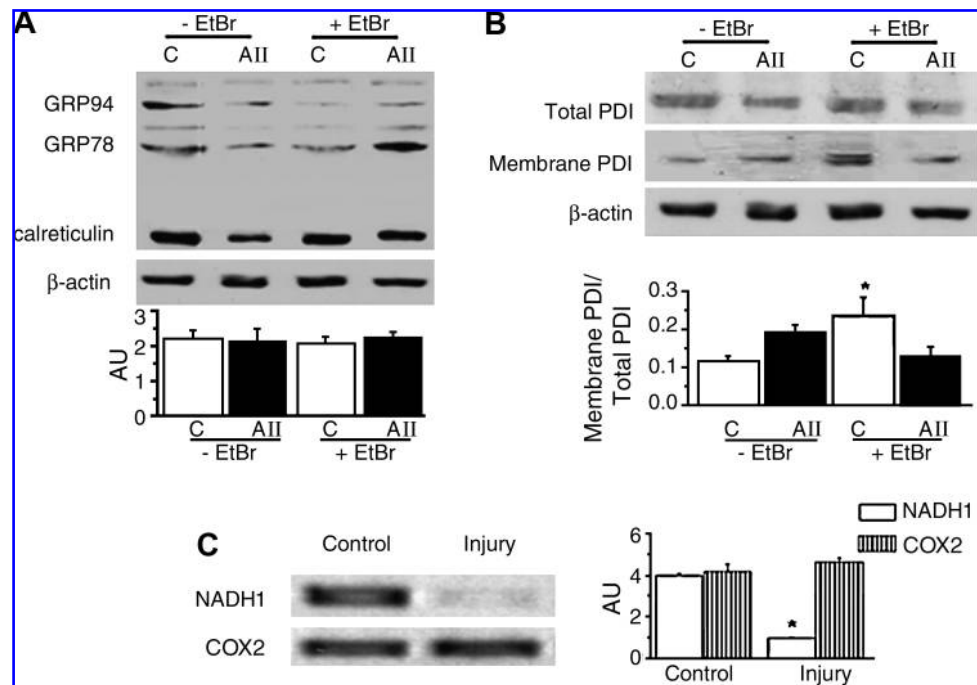 A
- EtBr + EtBr
C AII C AII
GRP94
GRP78
calreticulin
β-actin
AU
3
2
1
0
C AII C AII
- EtBr + EtBr
B
- EtBr + EtBr
C AII C AII
Total PDI
Membrane PDI
β-actin
Membrane PDI/
Total PDI
0.3
0.2
0.1
0.0
*
C AII C AII
- EtBr + EtBr
C
Control Injury
NADH1
COX2
NADH1
COX2
AU
6
4
2
0
*
Control Injury